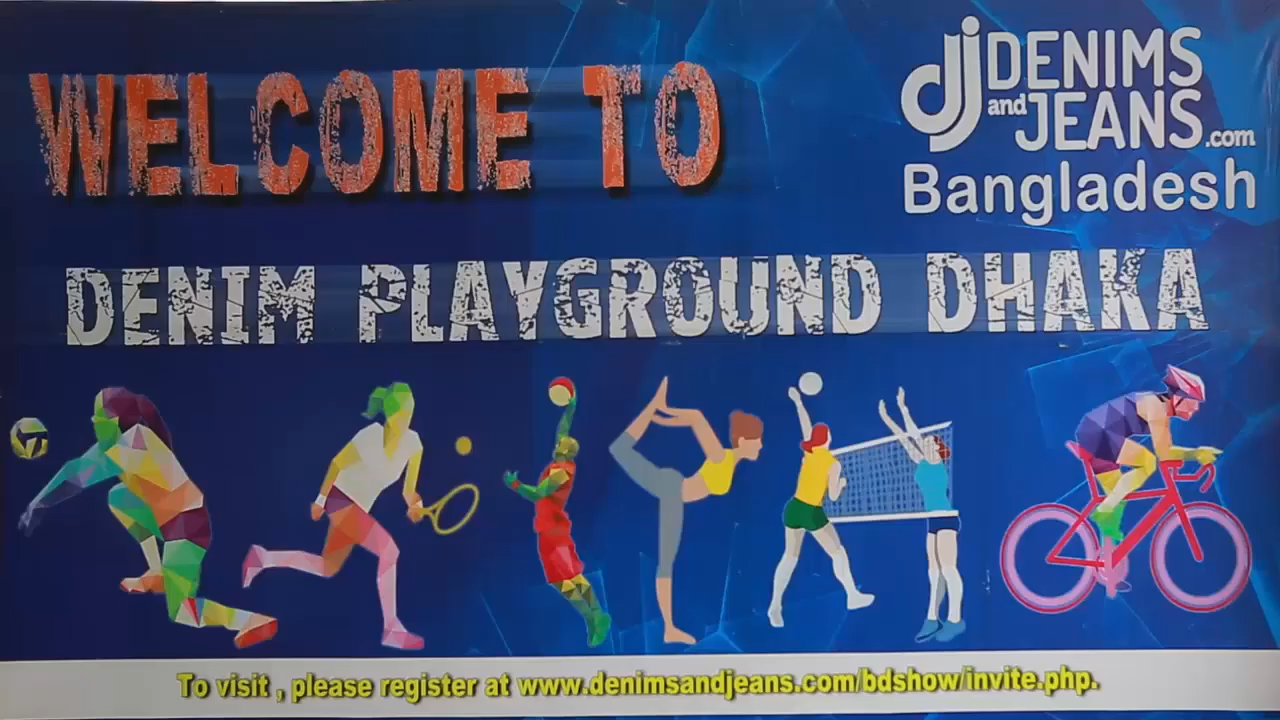 WELCOME TO
dj DENIMS
and JEANS.com
Bangladesh
DENIM PLAYGROUND DHAKA
To visit , please register at www.denimsandjeans.com/bdshow/invite.php.